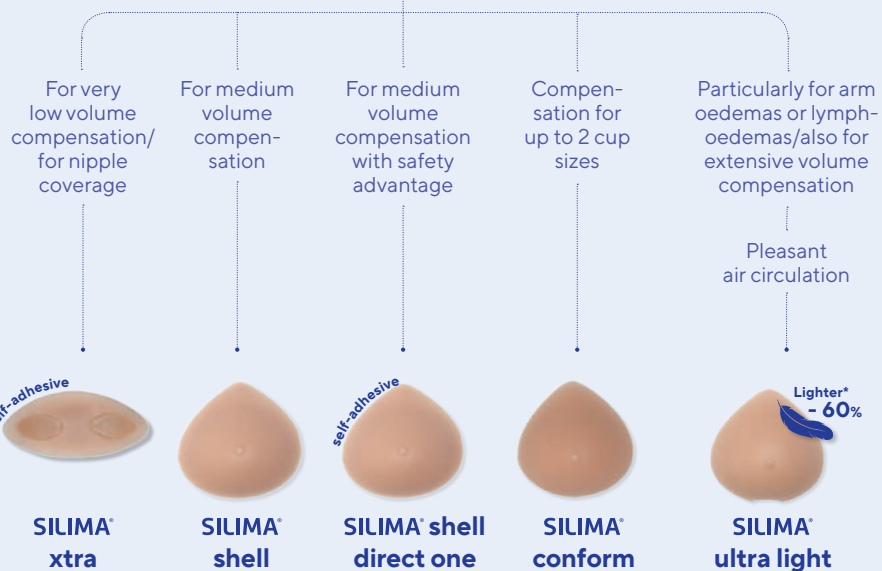 For very
low volume
compensation/
for nipple
coverage
For medium
volume
compen-
sation
For medium
volume
compensation
with safety
advantage
Compen-
sation for
up to 2 cup
sizes
Particularly for arm
oedemas or lymph-
oedemas/also for
extensive volume
compensation
Pleasant
air circulation
self-adhesive
Lighter*
- 60%
SILIMA®
xtra
SILIMA®
shell
SILIMA® shell
direct one
SILIMA®
conform
SILIMA®
ultra light